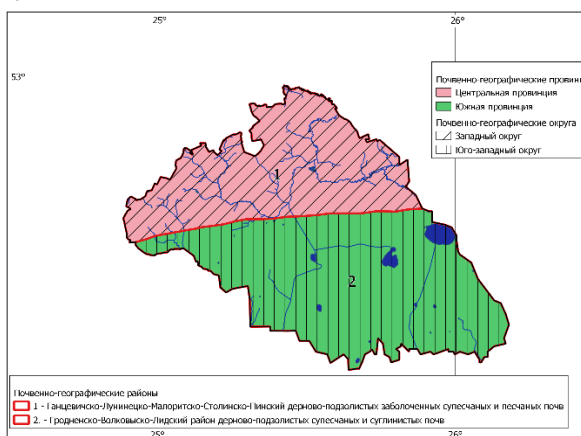 25° 26°
53°
Почвенно-географические провинции
Центральная провинция
Южная провинция
Почвенно-географические округа
Западный округ
Юго-западный округ
1
2
Почвенно-географические районы
1 - Ганцевичско-Лунинецко-Малоритско-Столинско-Пинский дерново-подзолистых заболоченных супесчаных и песчаных почв
2. - Гродненско-Волковыско-Лидский район дерново-подзолистых супесчаных и суглинистых почв
25° 26°